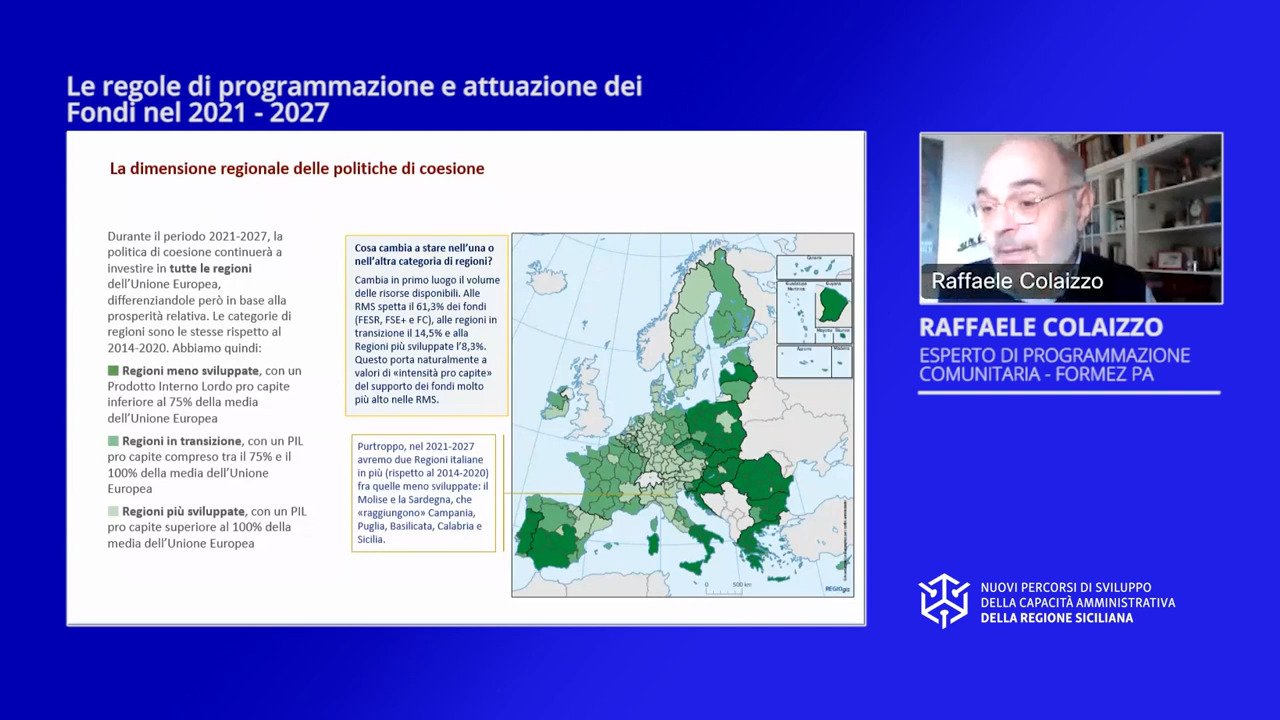 Le regole di programmazione e attuazione dei
Fondi nel 2021 - 2027
La dimensione regionale delle politiche di coesione
Durante il periodo 2021-2027, la
politica di coesione continuerà a
investire in tutte le regioni
dell'Unione Europea,
differenziandole però in base alla
prosperità relativa. Le categorie di
regioni sono le stesse rispetto al
2014-2020. Abbiamo quindi:
Regioni meno sviluppate, con un
Prodotto Interno Lordo pro capite
inferiore al 75% della media
dell'Unione Europea
Regioni in transizione, con un PIL
pro capite compreso tra il 75% e il
100% della media dell'Unione
Europea
Regioni più sviluppate, con un PIL
pro capite superiore al 100% della
media dell'Unione Europea
Cosa cambia a stare nell'una o
nell'altra categoria di regioni?
Cambia in primo luogo il volume
delle risorse disponibili. Alle
RMS spetta il 61,3% dei fondi
(FESR, FSE+ e FC), alle regioni in
transizione il 14,5% e alla
Regioni più sviluppate l'8,3%.
Questo porta naturalmente a
valori di «intensità pro capite»
del supporto dei fondi molto
più alto nelle RMS.
Purtroppo, nel 2021-2027
avremo due Regioni italiane
in più (rispetto al 2014-2020)
fra quelle meno sviluppate: il
Molise e la Sardegna, che
«raggiungono» Campania,
Puglia, Basilicata, Calabria e
Sicilia.
0 500 km
REGIOgis
Raffaele Colaizzo
RAFFAELE COLAIZZO
ESPERTO DI PROGRAMMAZIONE
COMUNITARIA - FORMEZ PA
NUOVI PERCORSI DI SVILUPPO
DELLA CAPACITÀ AMMINISTRATIVA
DELLA REGIONE SICILIANA